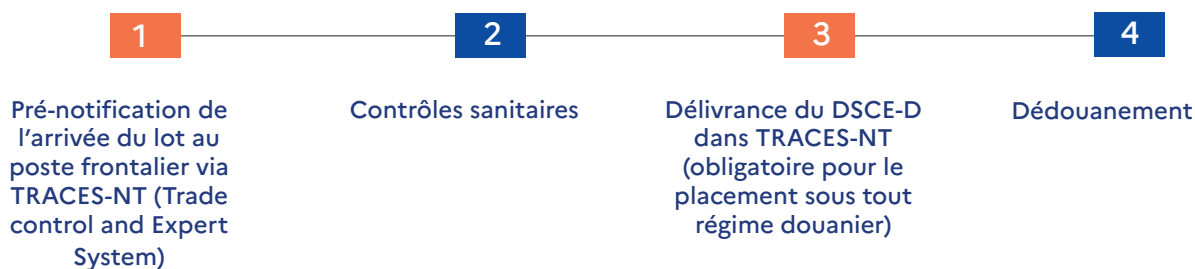 1
2
3
4
Pré-notification de
l'arrivée du lot au
poste frontalier via
TRACES-NT (Trade
control and Expert
System)
Contrôles sanitaires
Délivrance du DSCE-D
dans TRACES-NT
(obligatoire pour le
placement sous tout
régime douanier)
Dédouanement